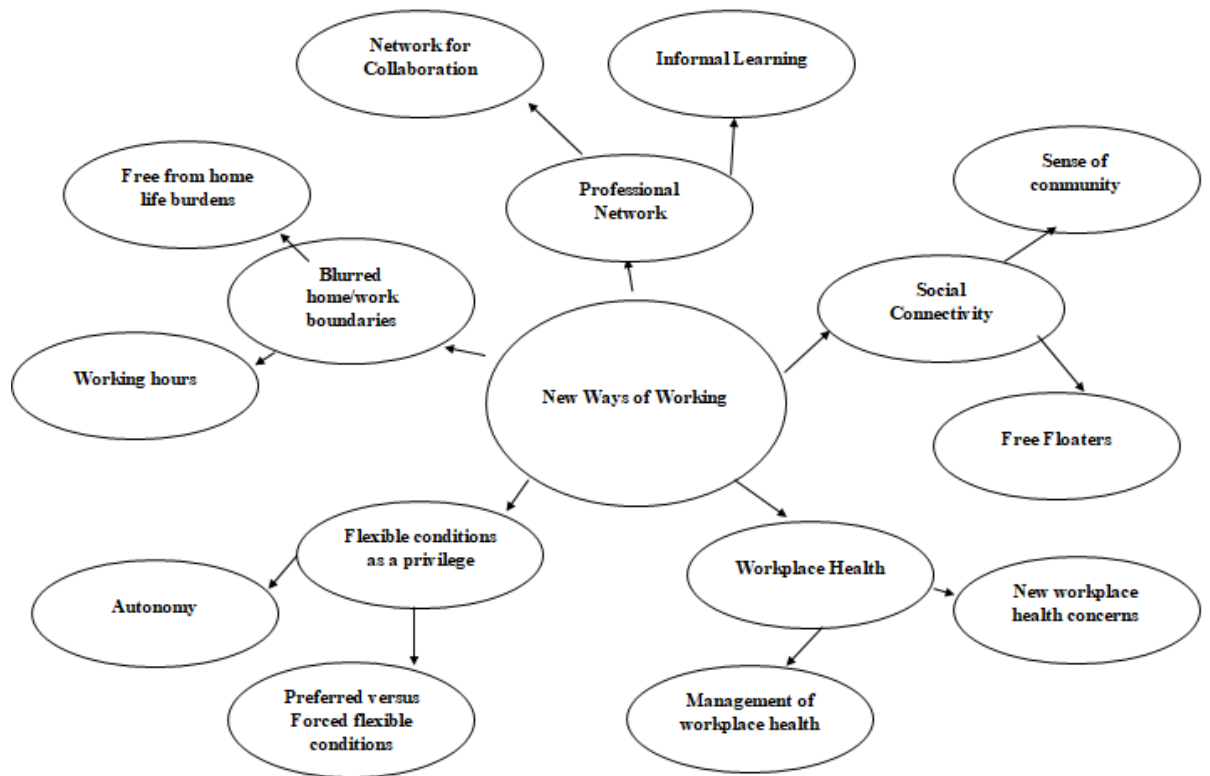 Network for
Collaboration
Informal Learning
Free from home
life burdens
Professional
Network
Sense of
community
Blurred
home/work
boundaries
Social
Connectivity
Working hours
New Ways of Working
Free Floaters
Flexible conditions
as a privilege
Workplace Health
Autonomy
New workplace
health concerns
Preferred versus
Forced flexible
conditions
Management of
workplace health